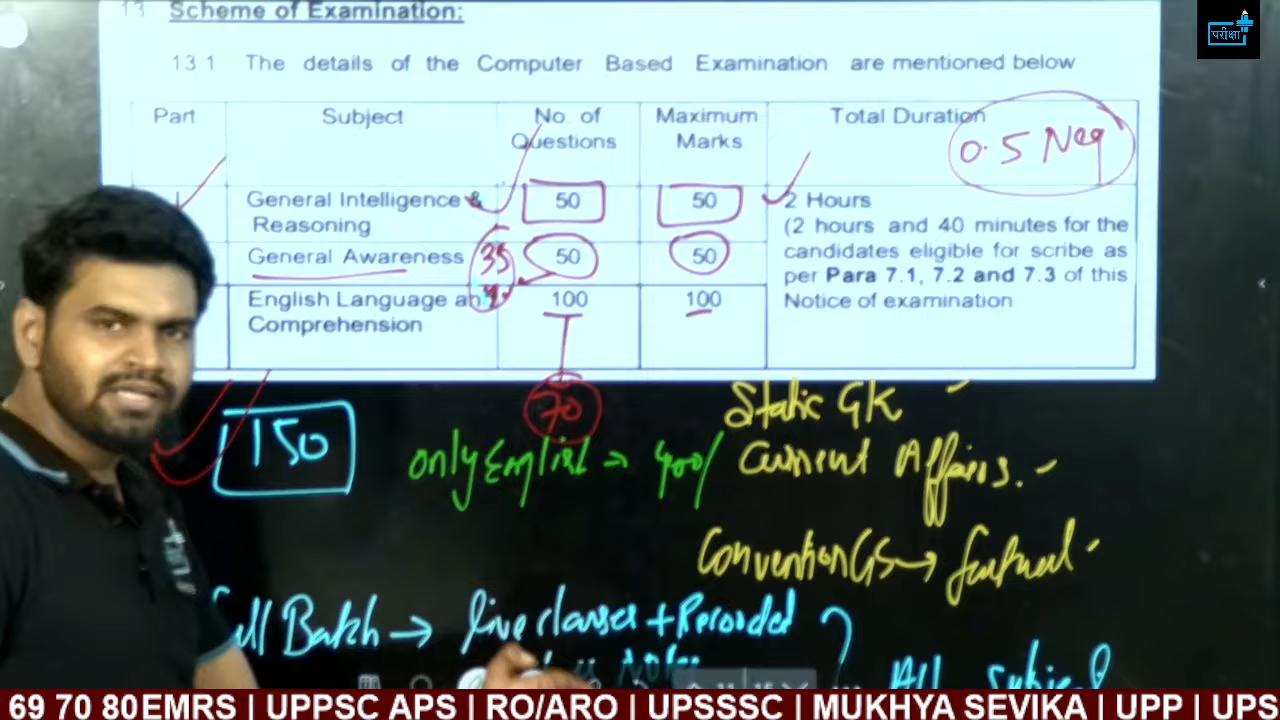 13 Scheme of Examination:
परीक्षा
13.1 The details of the Computer Based Examination are mentioned below
Part Subject No. of Questions Maximum Marks Total Duration
0.5 Neg
General Intelligence & Reasoning 50 50
2 Hours
(2 hours and 40 minutes for the
candidates eligible for scribe as
per Para 7.1, 7.2 and 7.3 of this
Notice of examination
General Awareness 35 50 50
English Language an
Comprehension 100 100
70
150
Static GK
only English → 400/
Current Affairs.
Convention GS → factual
Batch → live classes + Recorded
All
69 70 80EMRS | UPPSC APS | RO/ARO | UPSSSC | MUKHYA SEVIKA | UPP | UPS